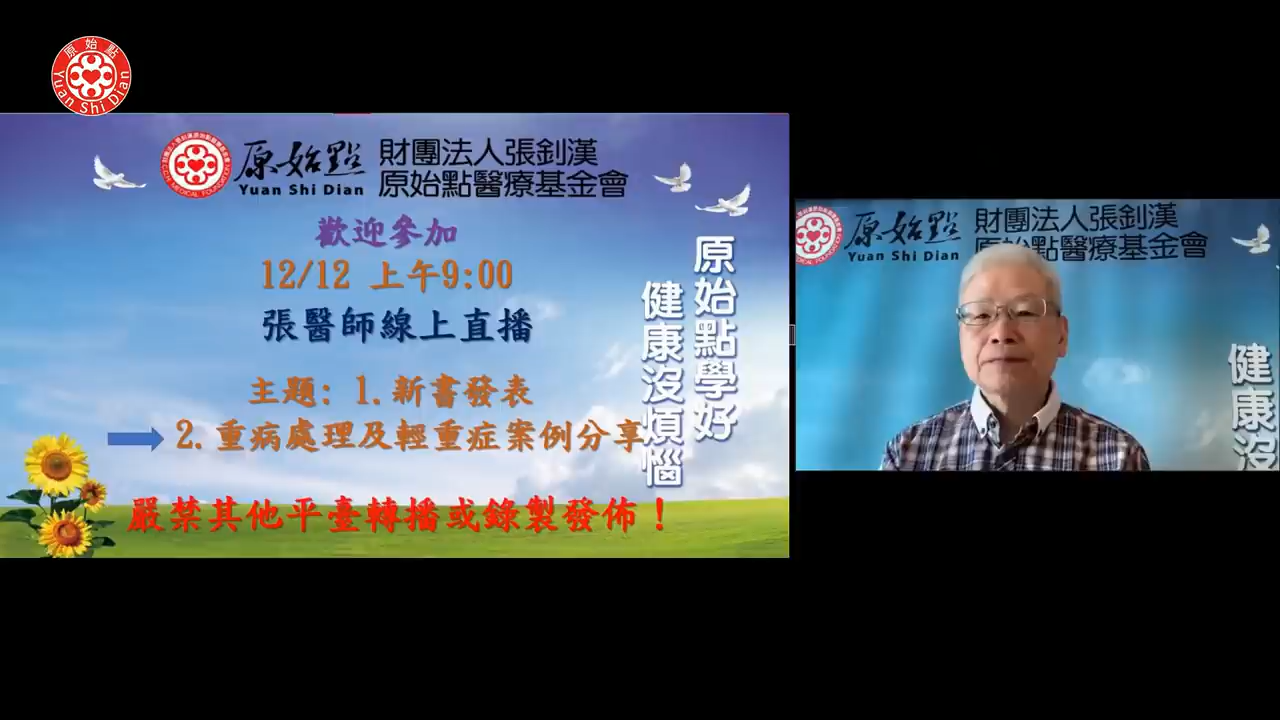 原始點
Yuan Shi Dian
原始點
Yuan Shi Dian
財團法人張釗漢
原始點醫療基金會
歡迎參加
12/12 上午9:00
張醫師線上直播
主題: 1.新書發表
2.重病處理及輕重症案例分享
嚴禁其他平臺轉播或錄製發佈！
原始點學好
健康沒煩惱
原始點
Yuan Shi Dian
財團法人張釗漢
原始點醫療基金會
健康沒